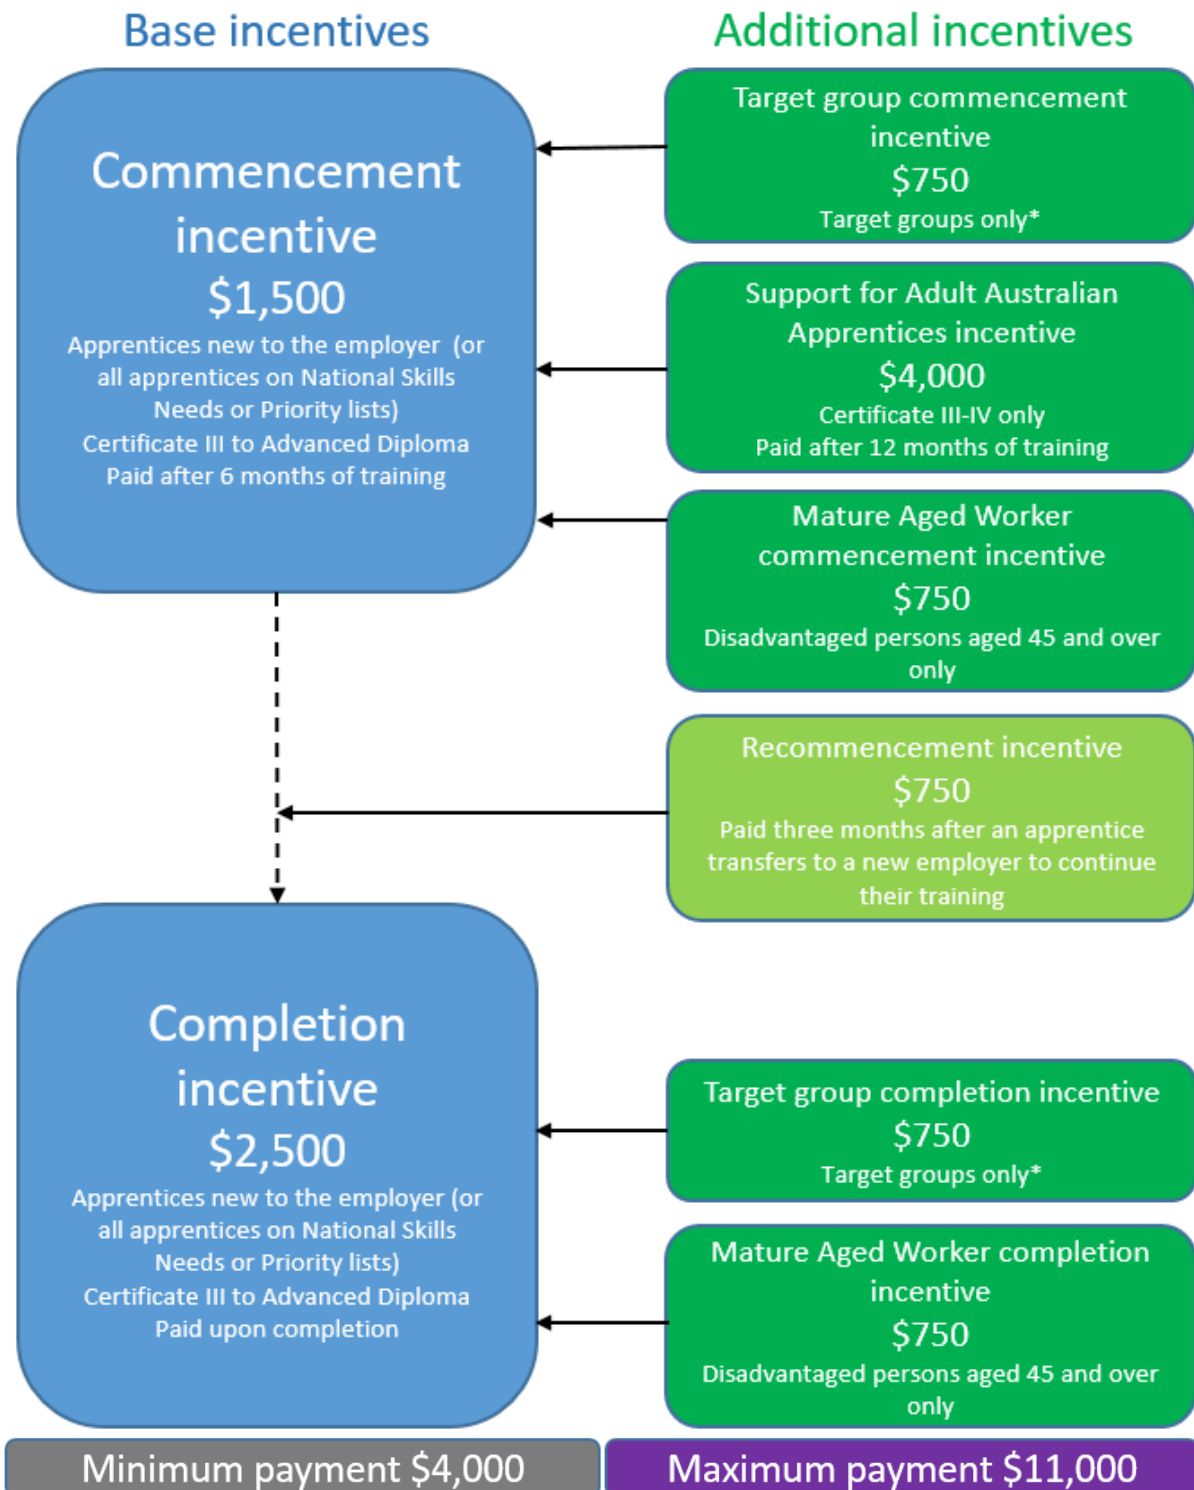 Base incentives
Commencement
incentive
$1,500
Apprentices new to the employer (or
all apprentices on National Skills
Needs or Priority lists)
Certificate III to Advanced Diploma
Paid after 6 months of training
Completion
incentive
$2,500
Apprentices new to the employer (or
all apprentices on National Skills
Needs or Priority lists)
Certificate III to Advanced Diploma
Paid upon completion
Additional incentives
Target group commencement
incentive
$750
Target groups only*
Support for Adult Australian
Apprentices incentive
$4,000
Certificate III-IV only
Paid after 12 months of training
Mature Aged Worker
commencement incentive
$750
Disadvantaged persons aged 45 and over
only
Recommencement incentive
$750
Paid three months after an apprentice
transfers to a new employer to continue
their training
Target group completion incentive
$750
Target groups only*
Mature Aged Worker completion
incentive
$750
Disadvantaged persons aged 45 and over
only
Minimum payment $4,000
Maximum payment $11,000